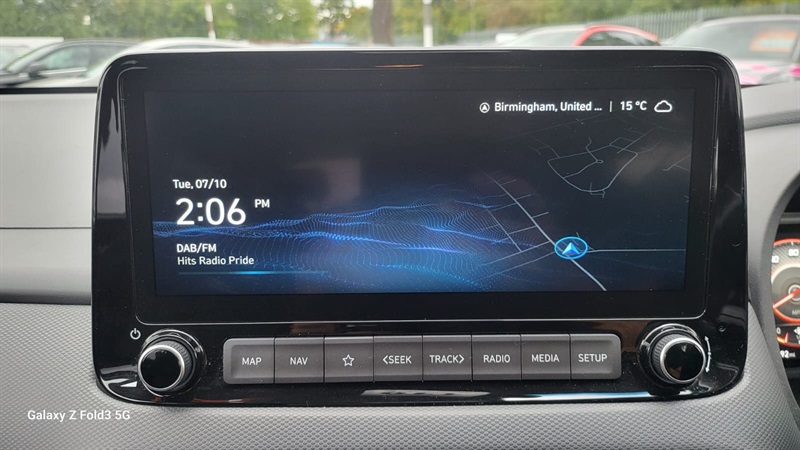 Birmingham, United ... | 15 °C
Tue, 07/10
2:06 PM
DAB/FM
Hits Radio Pride
MAP NAV <SEEK TRACK> RADIO MEDIA SETUP
Galaxy Z Fold3 5G